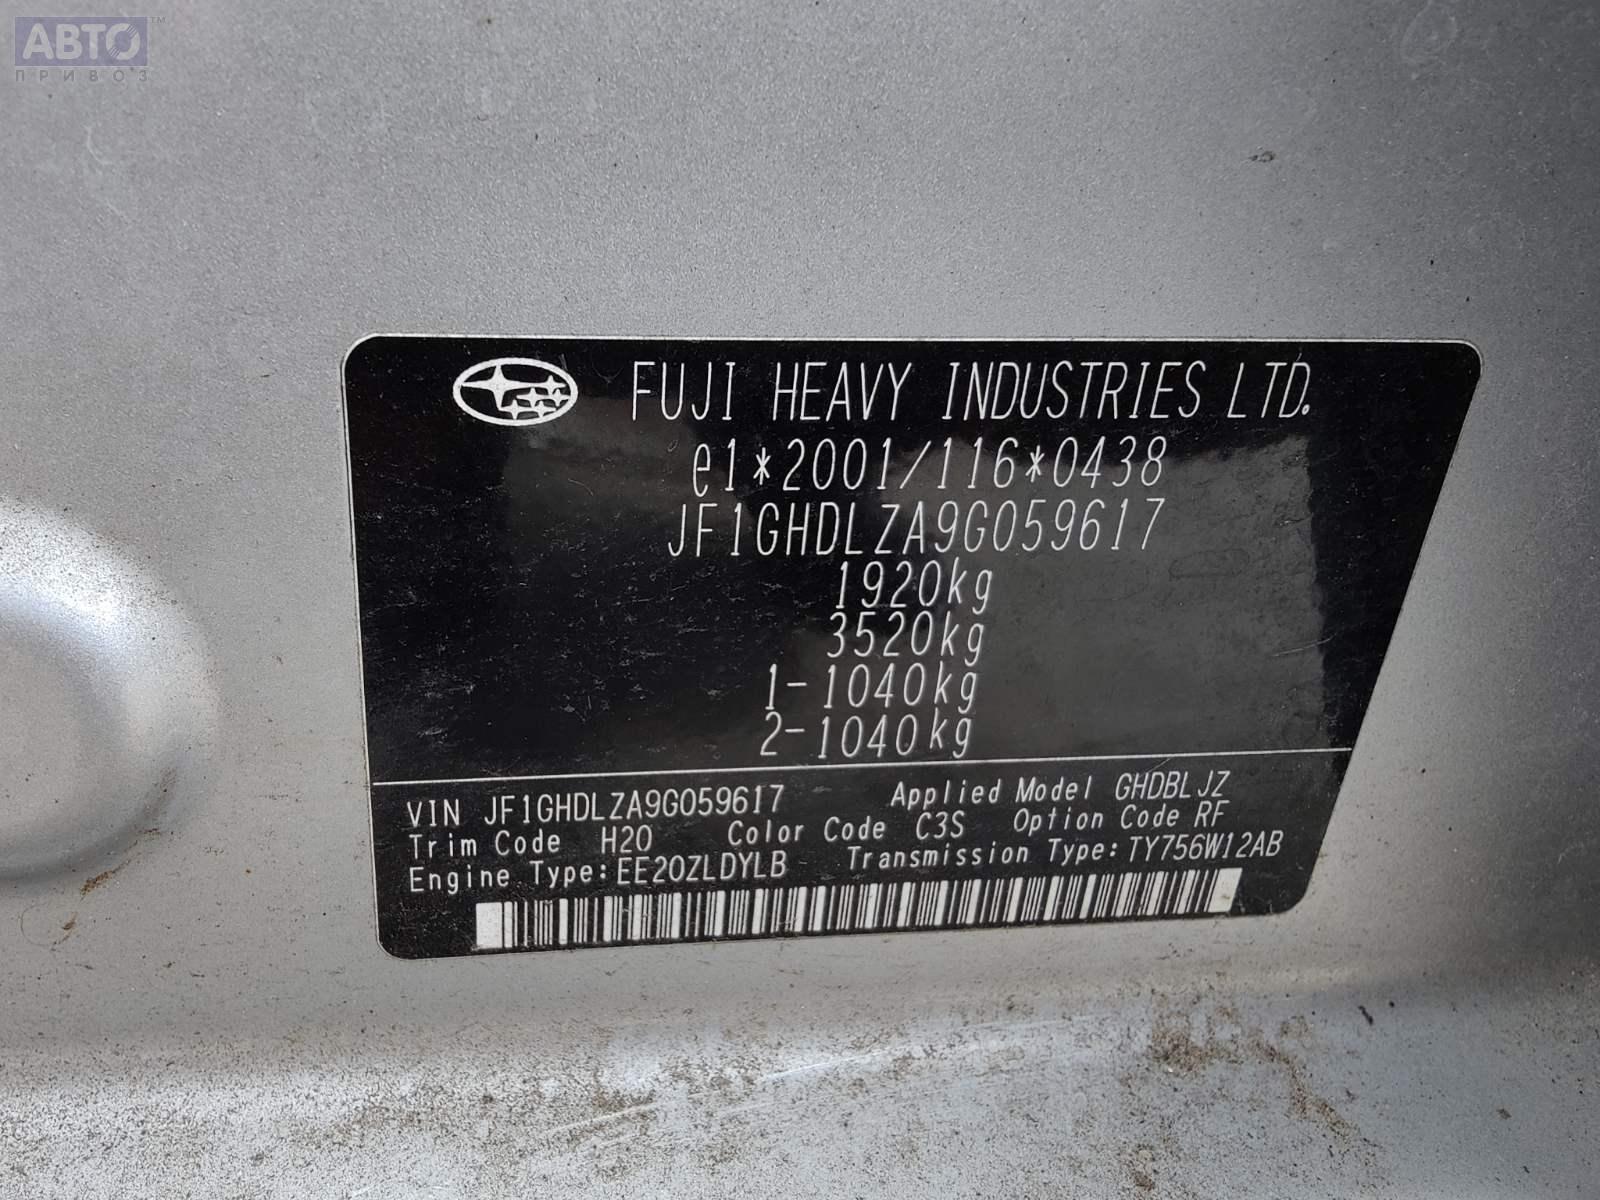 АВТО™
ПРИВОЗ
FUJI HEAVY INDUSTRIES LTD.
e1*2001/116*0438
JF1GHDLZA9G059617
1920kg
3520kg
1-1040kg
2-1040kg
VIN JF1GHDLZA9G059617 Applied Model GHDBLJZ
Trim Code H20 Color Code C3S Option Code RF
Engine Type:EE20ZLDYLB Transmission Type:TY756W12AB